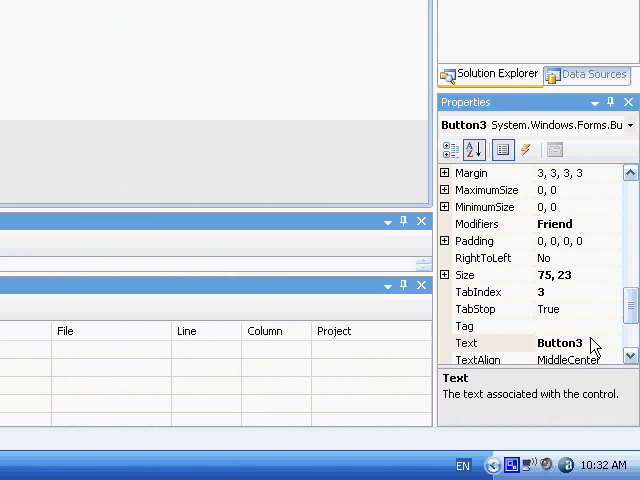 Solution Explorer Data Sources
Properties
Button3 System.Windows.Forms.Bu
Margin 3, 3, 3, 3
MaximumSize 0, 0
MinimumSize 0, 0
Modifiers Friend
Padding 0, 0, 0, 0
RightToLeft No
Size 75, 23
TabIndex 3
TabStop True
Tag
Text Button3
TextAlign MiddleCenter
Text
The text associated with the control.
File Line Column Project
EN 10:32 AM